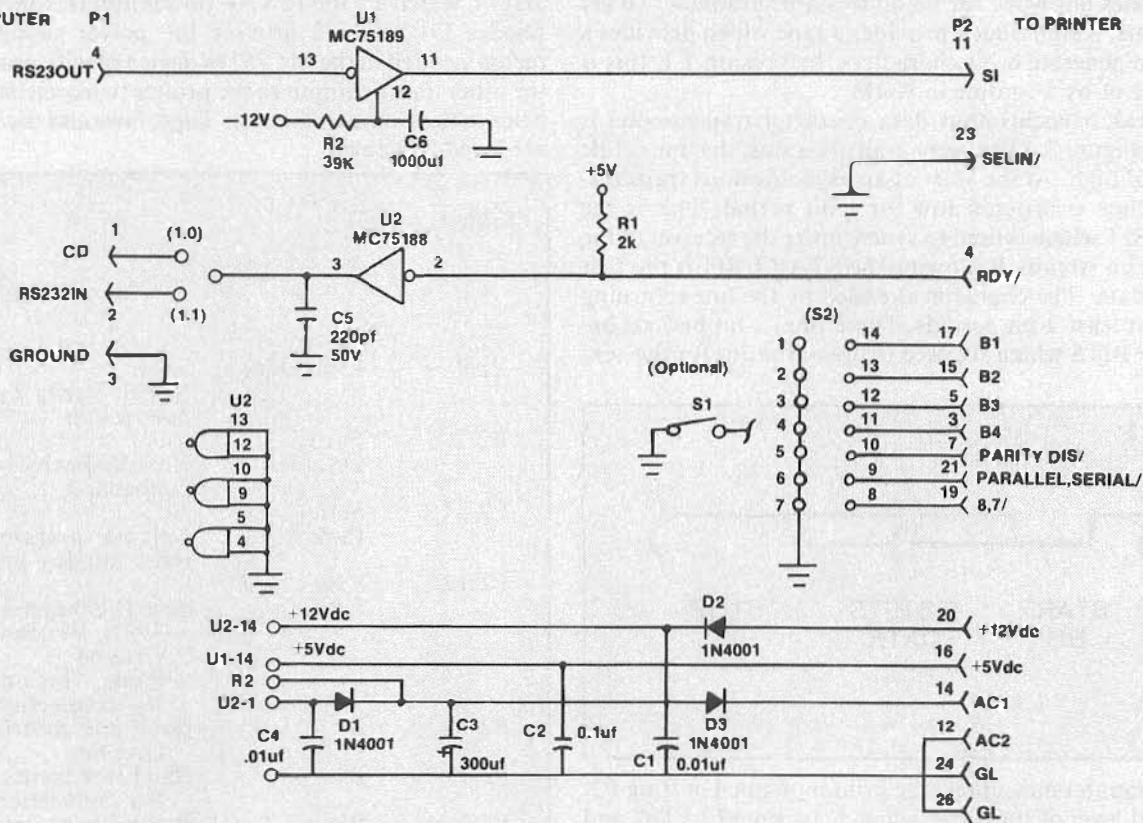 PUTER P1
U1
MC75189
P2 TO PRINTER
4
RS23OUT
13
11
12
11
SI
-12V
R2
39K
C6
1000uf
23
SELIN/
+5V
R1
2k
U2
MC75188
1
(1.0)
CD
3
2
4
RDY/
RS232IN
2
(1.1)
C5
220pf
50V
GROUND
3
(S2)
(Optional)
S1
1
14
17
B1
2
13
15
B2
3
12
5
B3
4
11
3
B4
5
10
7
PARITY DIS/
6
9
21
PARALLEL,SERIAL/
7
8
19
8,7/
U2
13
12
10
9
5
4
U2-14
+12Vdc
D2
1N4001
20
+12Vdc
U1-14
+5Vdc
16
+5Vdc
R2
U2-1
D1
1N4001
D3
1N4001
14
AC1
C4
.01uf
C3
300uf
C2
0.1uf
C1
0.01uf
12
AC2
24
GL
26
GL